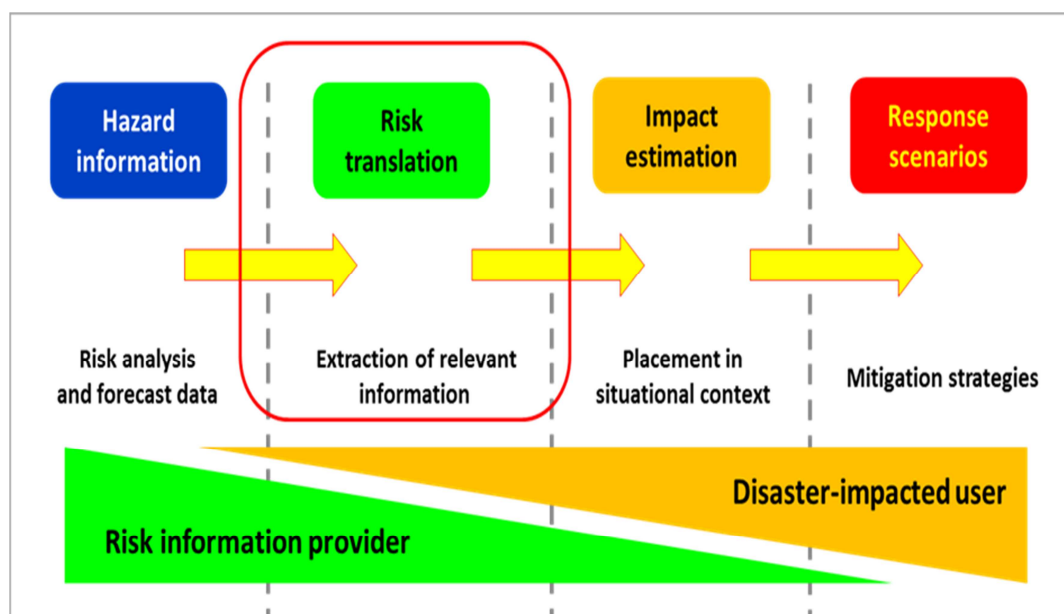 Hazard
information
Risk
translation
Impact
estimation
Response
scenarios
Risk analysis
and forecast data
Extraction of relevant
information
Placement in
situational context
Mitigation strategies
Disaster-impacted user
Risk information provider